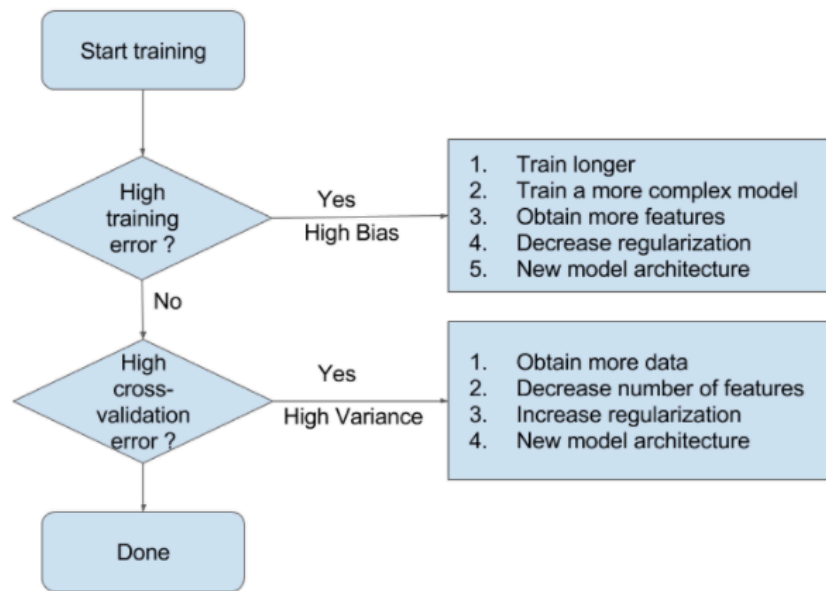 Start training
High
training
error ?
Yes
High Bias
1. Train longer
2. Train a more complex model
3. Obtain more features
4. Decrease regularization
5. New model architecture
No
High
cross-
validation
error ?
Yes
High Variance
1. Obtain more data
2. Decrease number of features
3. Increase regularization
4. New model architecture
Done